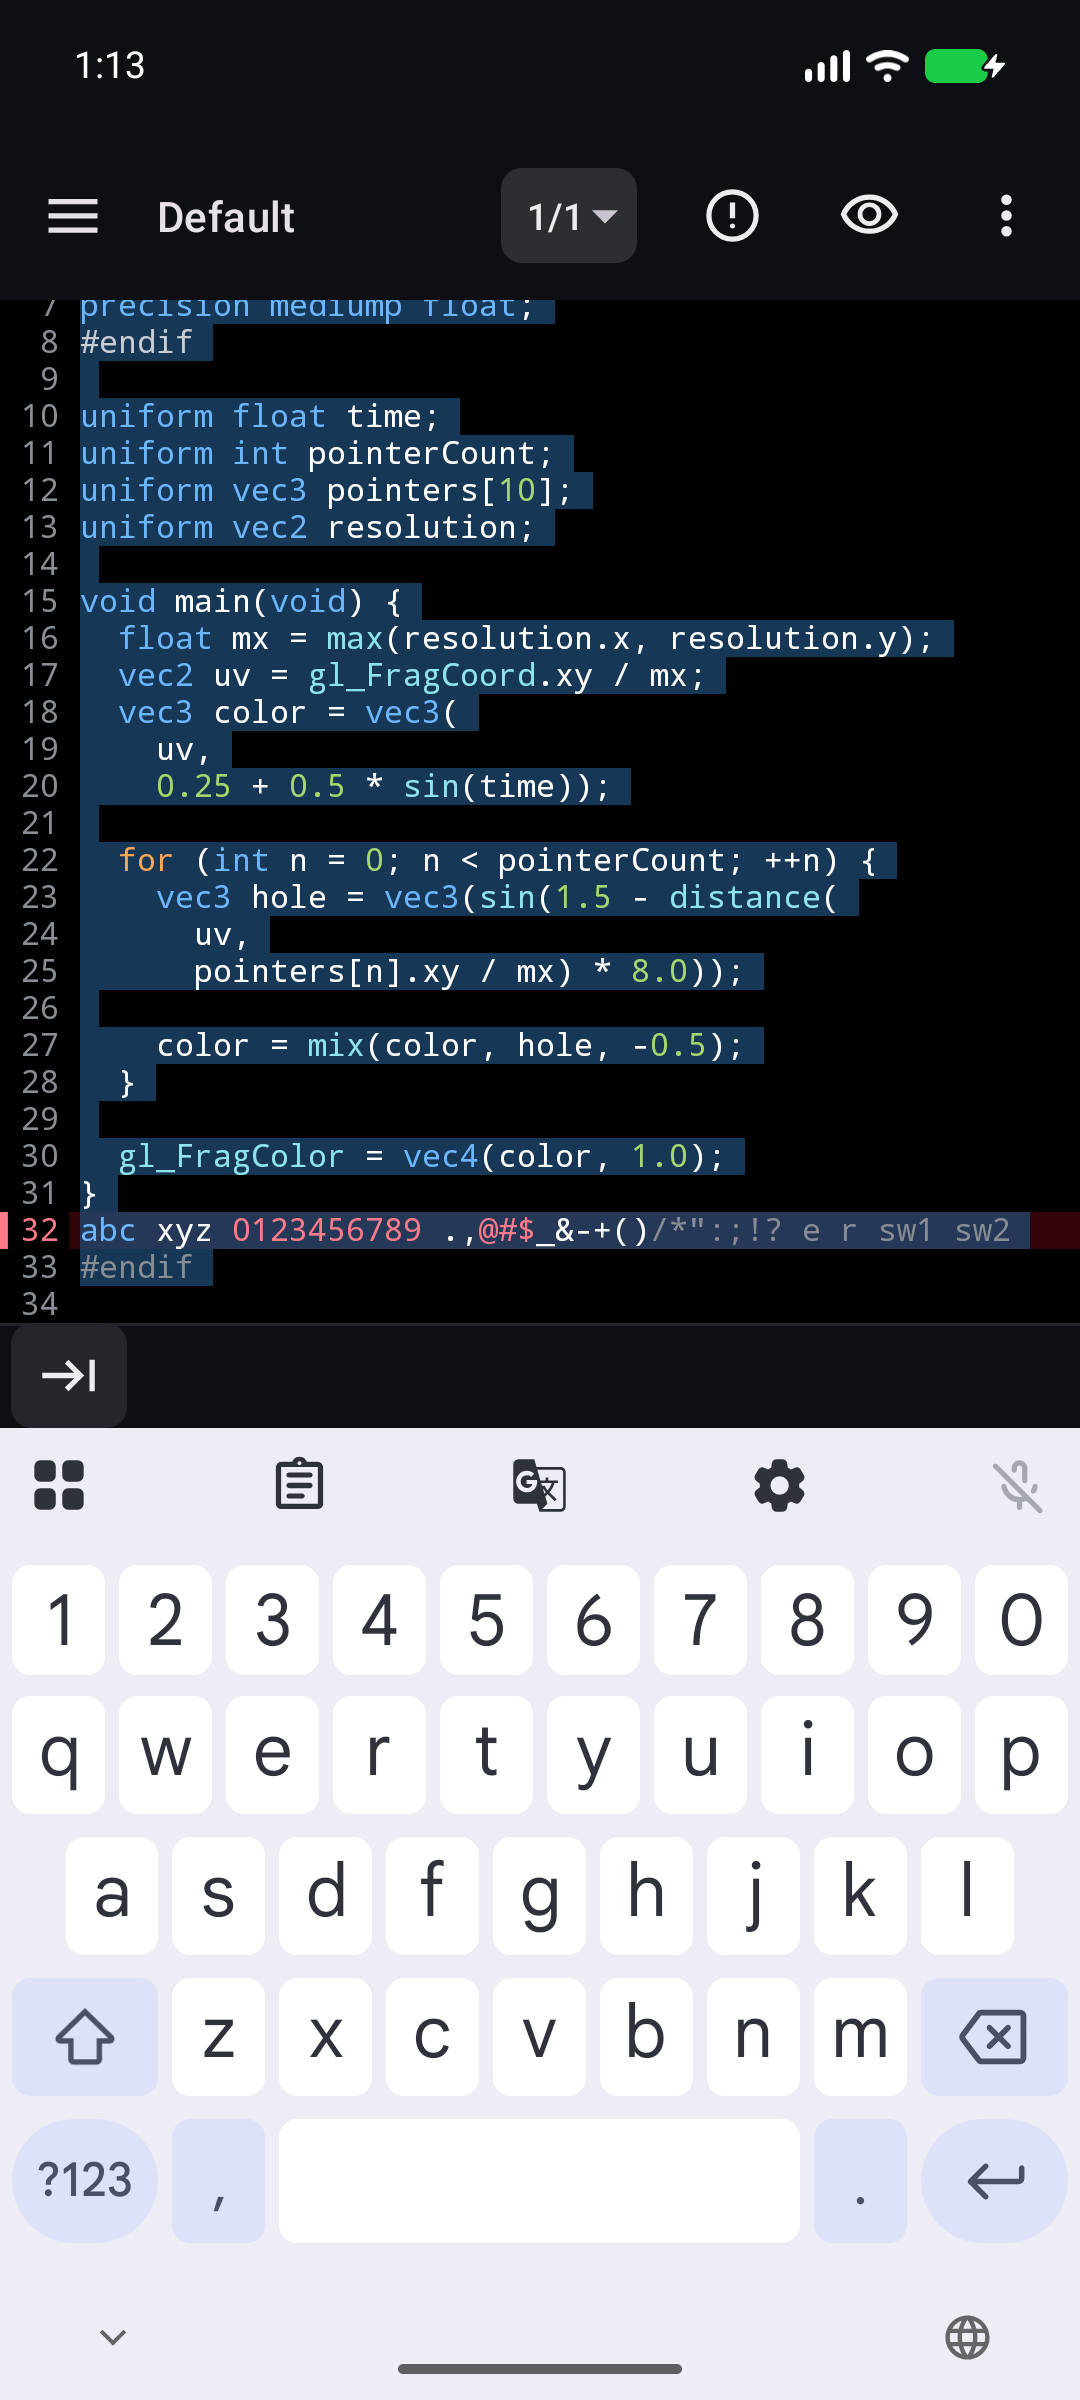 1:13
Default
1/1
7 precision mediump float;
8 #endif
9
10 uniform float time;
11 uniform int pointerCount;
12 uniform vec3 pointers[10];
13 uniform vec2 resolution;
14
15 void main(void) {
16   float mx = max(resolution.x, resolution.y);
17   vec2 uv = gl_FragCoord.xy / mx;
18   vec3 color = vec3(
19     uv,
20     0.25 + 0.5 * sin(time));
21
22   for (int n = 0; n < pointerCount; ++n) {
23     vec3 hole = vec3(sin(1.5 - distance(
24       uv,
25       pointers[n].xy / mx) * 8.0));
26
27     color = mix(color, hole, -0.5);
28   }
29
30   gl_FragColor = vec4(color, 1.0);
31 }
32 abc xyz 0123456789 .,@#$_&-+()/*":;!? e r sw1 sw2
33 #endif
34
1 2 3 4 5 6 7 8 9 0
q w e r t y u i o p
a s d f g h j k l
z x c v b n m
?123 , .